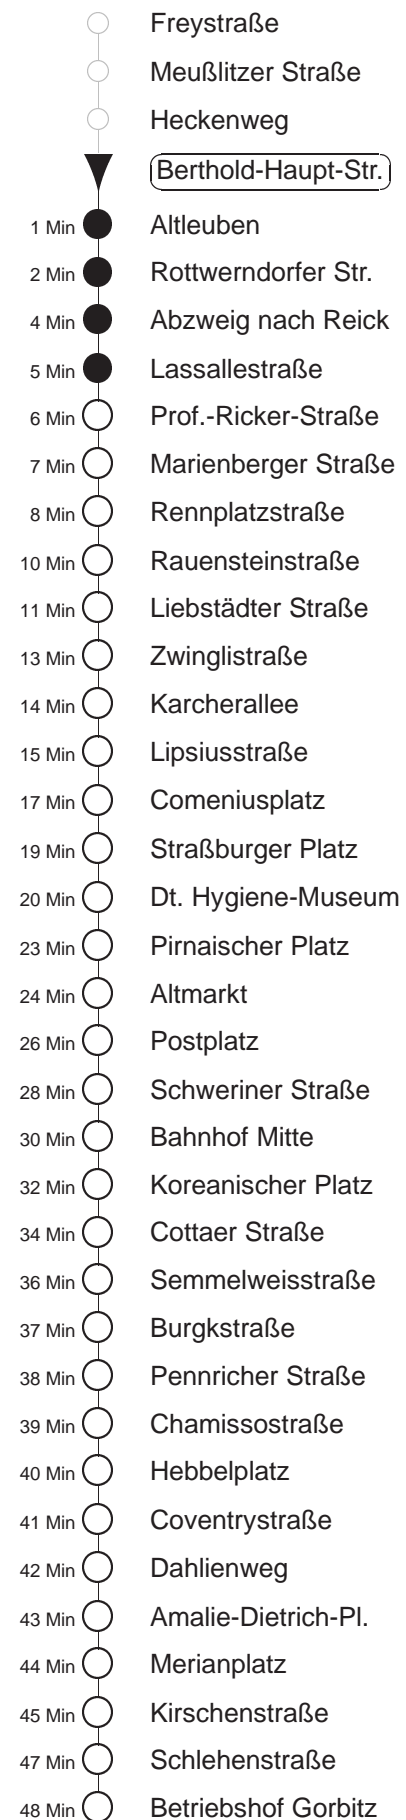 Freystraße
Meußlitzer Straße
Heckenweg
Berthold-Haupt-Str.
1 Min Altleuben
2 Min Rottwerndorfer Str.
4 Min Abzweig nach Reick
5 Min Lassallestraße
6 Min Prof.-Ricker-Straße
7 Min Marienberger Straße
8 Min Rennplatzstraße
10 Min Rauensteinstraße
11 Min Liebstädter Straße
13 Min Zwinglistraße
14 Min Karcherallee
15 Min Lipsiusstraße
17 Min Comeniusplatz
19 Min Straßburger Platz
20 Min Dt. Hygiene-Museum
23 Min Pirnaischer Platz
24 Min Altmarkt
26 Min Postplatz
28 Min Schweriner Straße
30 Min Bahnhof Mitte
32 Min Koreanischer Platz
34 Min Cottaer Straße
36 Min Semmelweisstraße
37 Min Burgkstraße
38 Min Pennricher Straße
39 Min Chamissostraße
40 Min Hebbelplatz
41 Min Coventrystraße
42 Min Dahlienweg
43 Min Amalie-Dietrich-Pl.
44 Min Merianplatz
45 Min Kirschenstraße
47 Min Schlehenstraße
48 Min Betriebshof Gorbitz